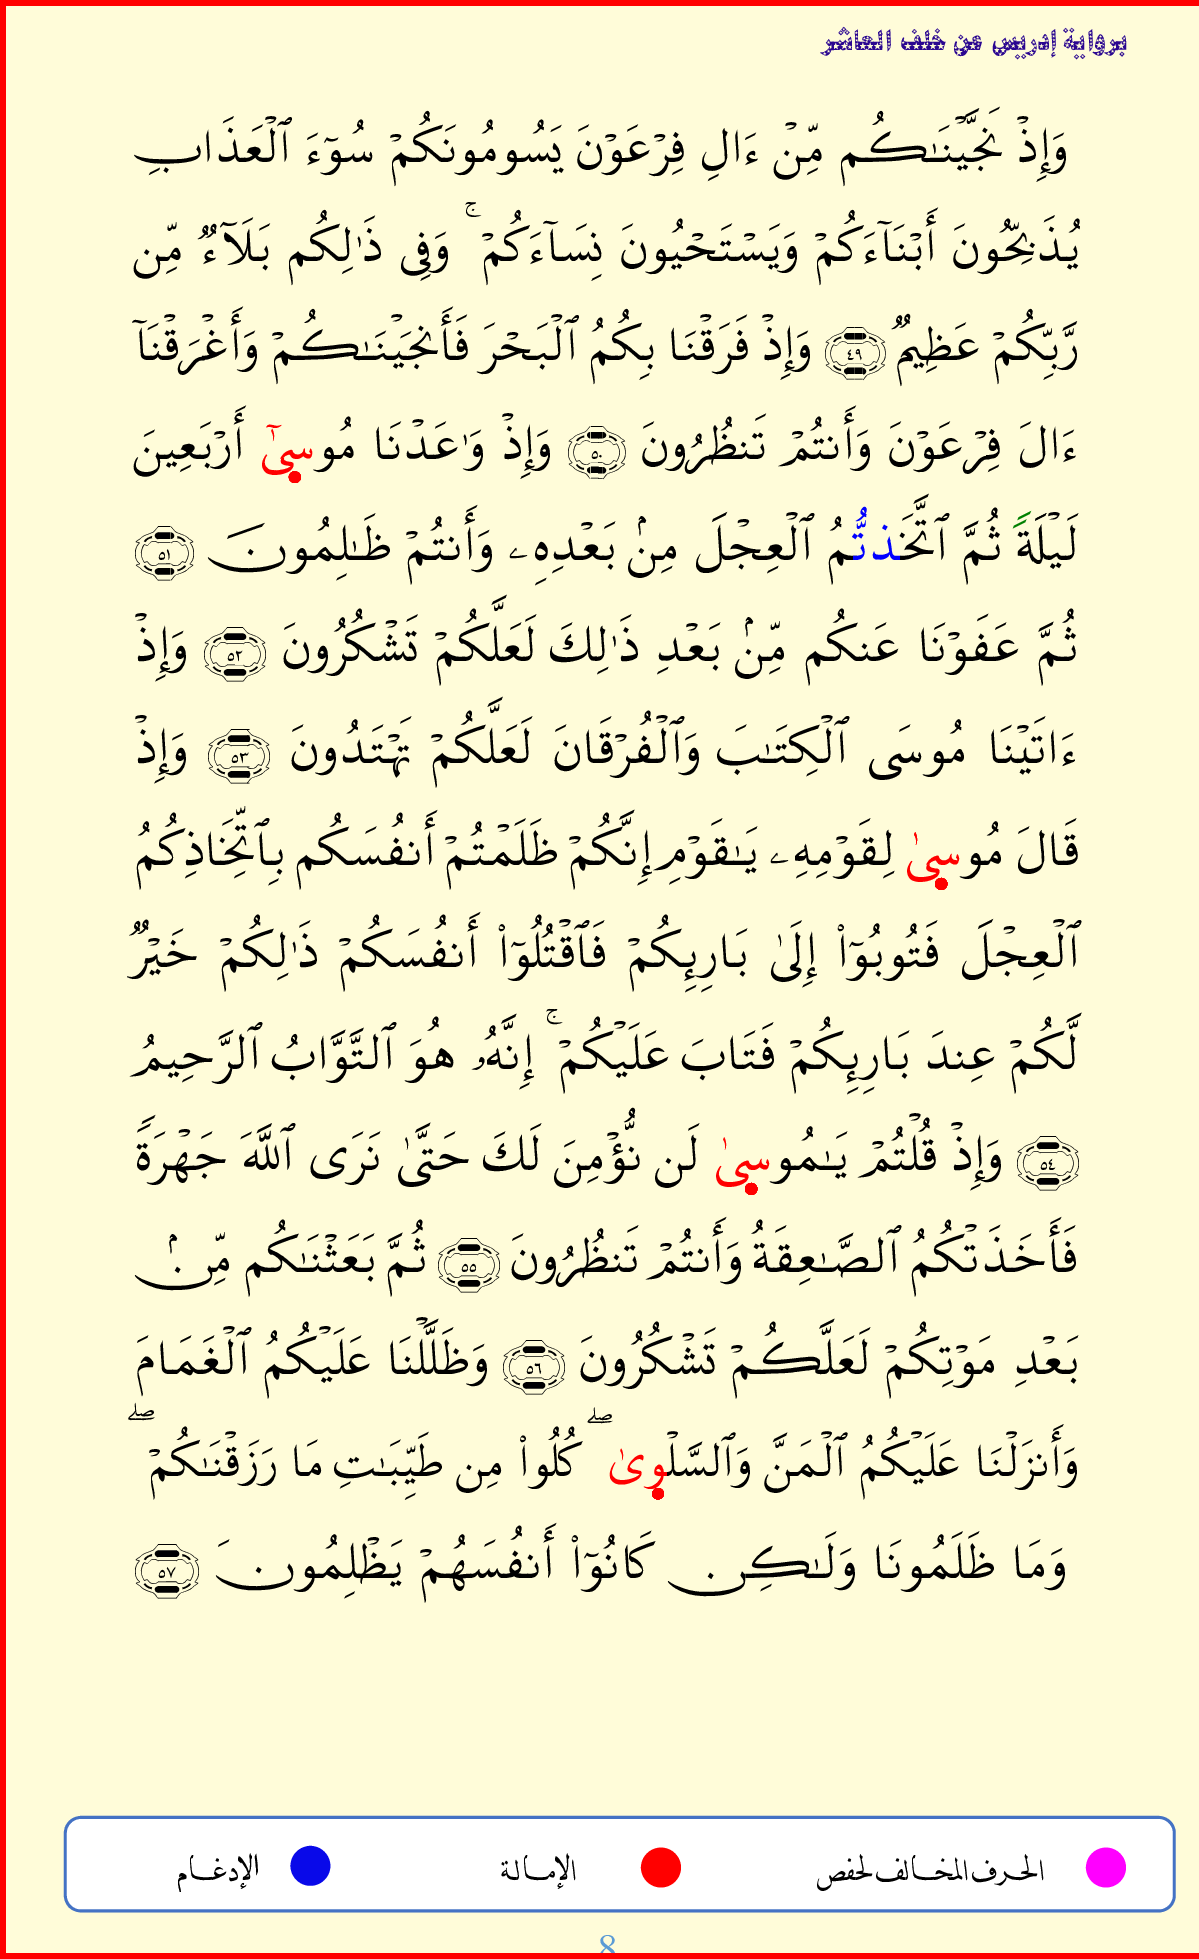 برواية إدريس عن خلف العاشر
وَإِذۡ نَجَّيۡنَـٰكُم مِّنۡ ءَالِ فِرۡعَوۡنَ يَسُومُونَكُمۡ سُوٓءَ ٱلۡعَذَابِ
يُذَبِّحُونَ أَبۡنَآءَكُمۡ وَيَسۡتَحۡيُونَ نِسَآءَكُمۡۚ وَفِى ذَٰلِكُم بَلَآءٌ مِّن
رَّبِّكُمۡ عَظِيمٌ ٤٩ وَإِذۡ فَرَقۡنَا بِكُمُ ٱلۡبَحۡرَ فَأَنجَيۡنَـٰكُمۡ وَأَغۡرَقۡنَآ
ءَالَ فِرۡعَوۡنَ وَأَنتُمۡ تَنظُرُونَ ٥٠ وَإِذۡ وَٰعَدۡنَا مُوسِىٰٓ أَرۡبَعِينَ
لَيۡلَةً ثُمَّ ٱتَّخَذتُّمُ ٱلۡعِجۡلَ مِنۢ بَعۡدِهِۦ وَأَنتُمۡ ظَـٰلِمُونَ ٥١
ثُمَّ عَفَوۡنَا عَنكُم مِّنۢ بَعۡدِ ذَٰلِكَ لَعَلَّكُمۡ تَشۡكُرُونَ ٥٢ وَإِذۡ
ءَاتَيۡنَا مُوسَى ٱلۡكِتَـٰبَ وَٱلۡفُرۡقَانَ لَعَلَّكُمۡ تَهۡتَدُونَ ٥٣ وَإِذۡ
قَالَ مُوسِىٰ لِقَوۡمِهِۦ يَـٰقَوۡمِ إِنَّكُمۡ ظَلَمۡتُمۡ أَنفُسَكُم بِٱتِّخَاذِكُمُ
ٱلۡعِجۡلَ فَتُوبُوٓاْ إِلَىٰ بَارِئِكُمۡ فَٱقۡتُلُوٓاْ أَنفُسَكُمۡ ذَٰلِكُمۡ خَيۡرٌ
لَّكُمۡ عِندَ بَارِئِكُمۡ فَتَابَ عَلَيۡكُمۡۚ إِنَّهُۥ هُوَ ٱلتَّوَّابُ ٱلرَّحِيمُ
٥٤ وَإِذۡ قُلۡتُمۡ يَـٰمُوسِىٰ لَن نُّؤۡمِنَ لَكَ حَتَّىٰ نَرَى ٱللَّهَ جَهۡرَةً
فَأَخَذَتۡكُمُ ٱلصَّـٰعِقَةُ وَأَنتُمۡ تَنظُرُونَ ٥٥ ثُمَّ بَعَثۡنَـٰكُم مِّنۢ
بَعۡدِ مَوۡتِكُمۡ لَعَلَّكُمۡ تَشۡكُرُونَ ٥٦ وَظَلَّلۡنَا عَلَيۡكُمُ ٱلۡغَمَامَ
وَأَنزَلۡنَا عَلَيۡكُمُ ٱلۡمَنَّ وَٱلسَّلۡوِىٰۖ كُلُواْ مِن طَيِّبَـٰتِ مَا رَزَقۡنَـٰكُمۡۖ
وَمَا ظَلَمُونَا وَلَـٰكِن كَانُوٓاْ أَنفُسَهُمۡ يَظۡلِمُونَ ٥٧
الحرف المخالف لحفص الإمالة الإدغام
8